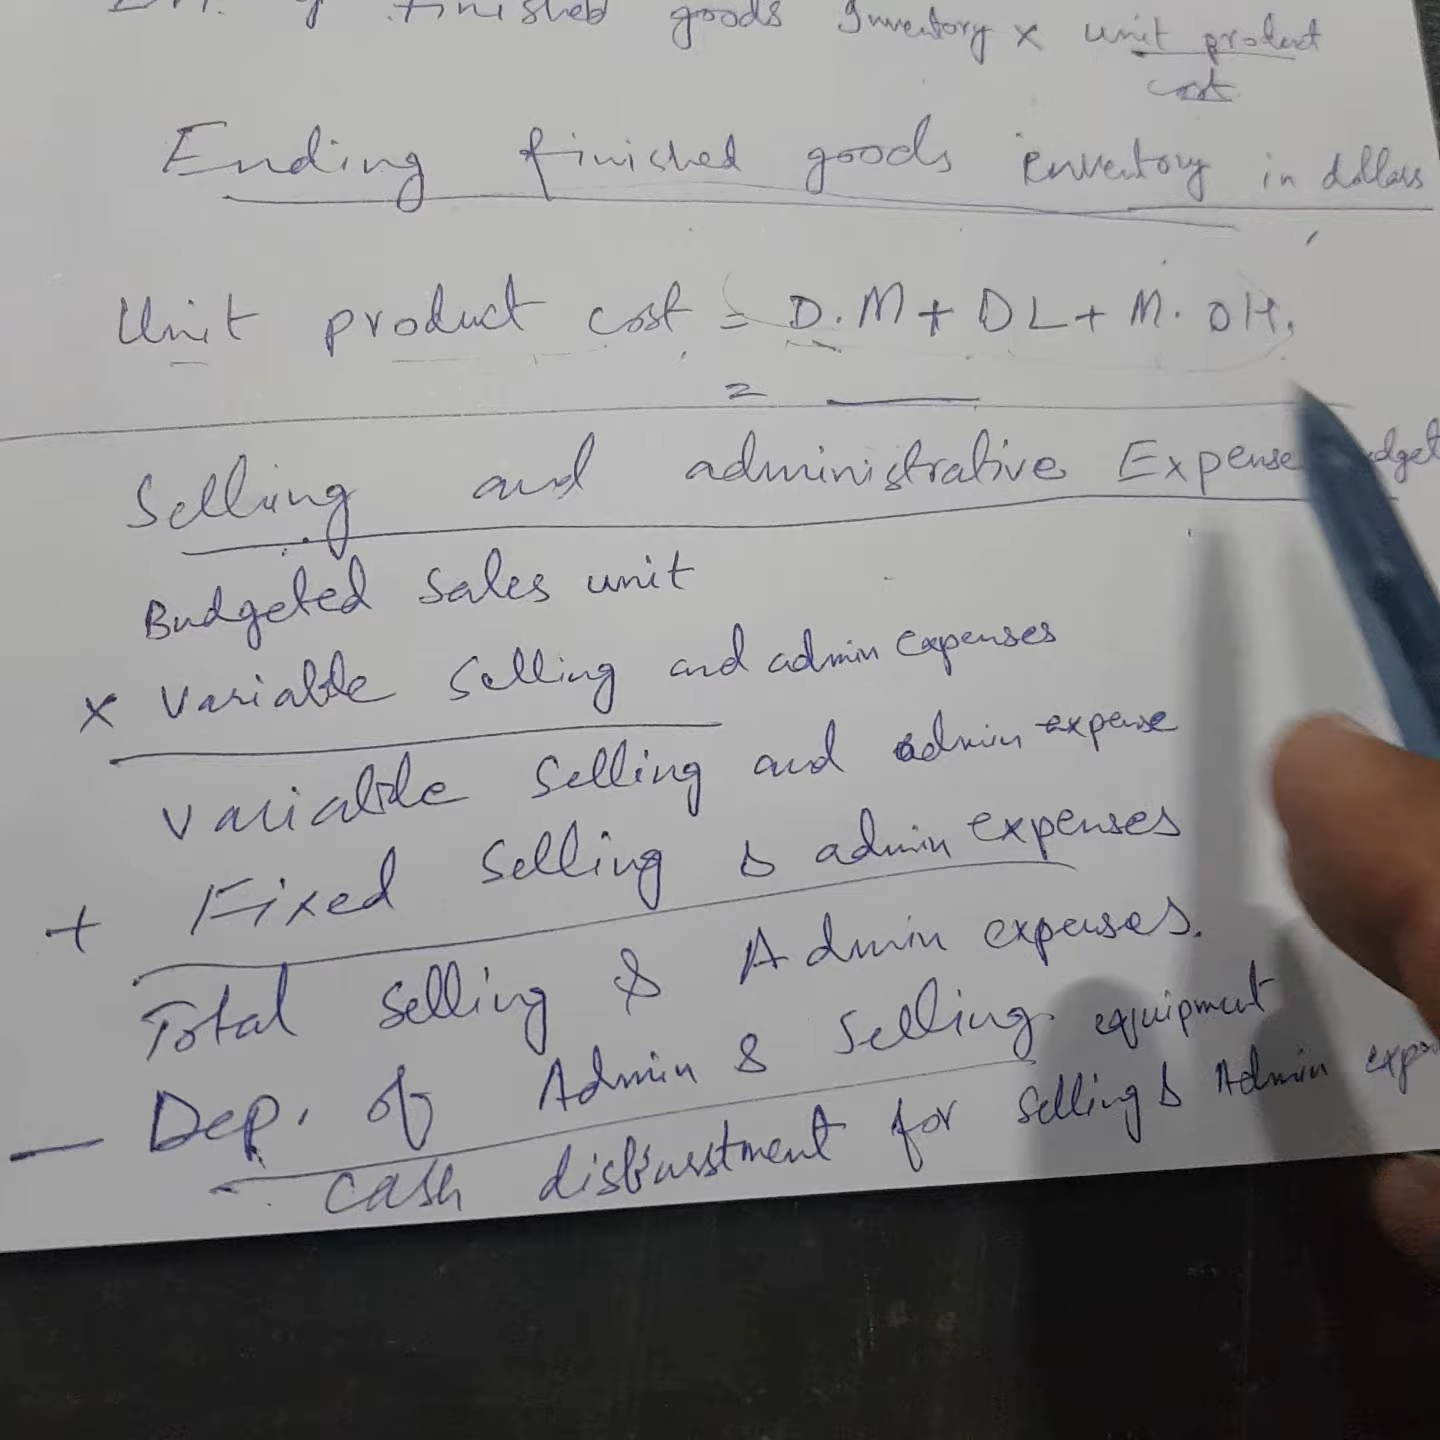 finished goods Inventory x unit product
cost
Ending finished goods inventory in dollars
Unit product cost = D.M + DL + M. OH.
=
Selling and administrative Expense
Budgeted sales unit
x Variable selling and admin expenses
Variable selling and admin expense
+ Fixed selling & admin expenses
Total selling & Admin expenses.
- Dep. of Admin & Selling equipment
cash disburstment for selling & Admin